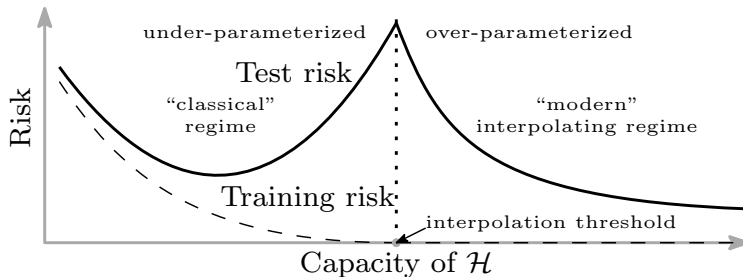 under-parameterized
over-parameterized
Test risk
“classical”
regime
“modern”
interpolating regime
Risk
Training risk
interpolation threshold
Capacity of ℋ